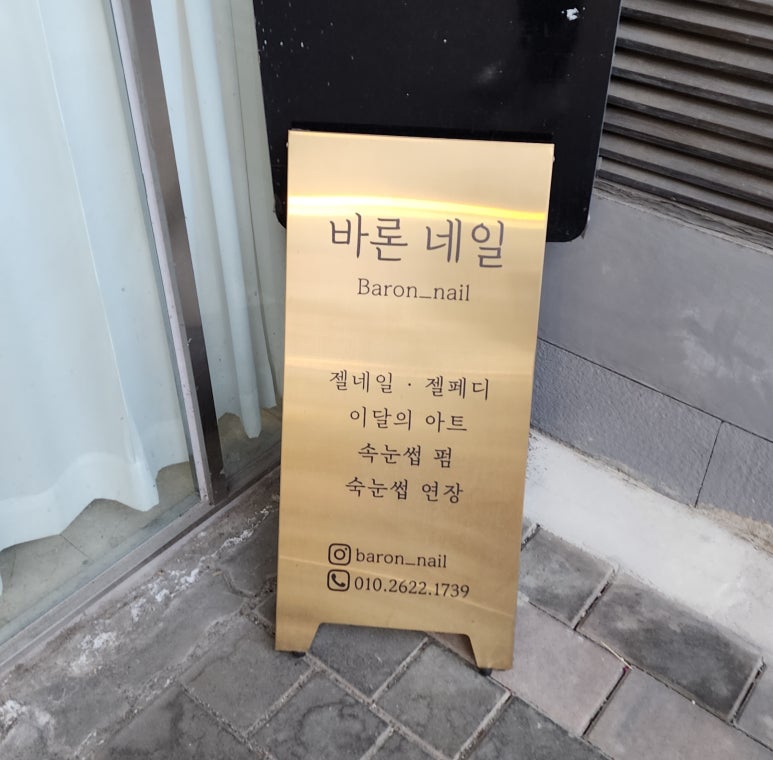 바론 네일
Baron_nail
젤네일 · 젤페디
이달의 아트
속눈썹 펌
숙눈썹 연장
baron_nail
010.2622.1739